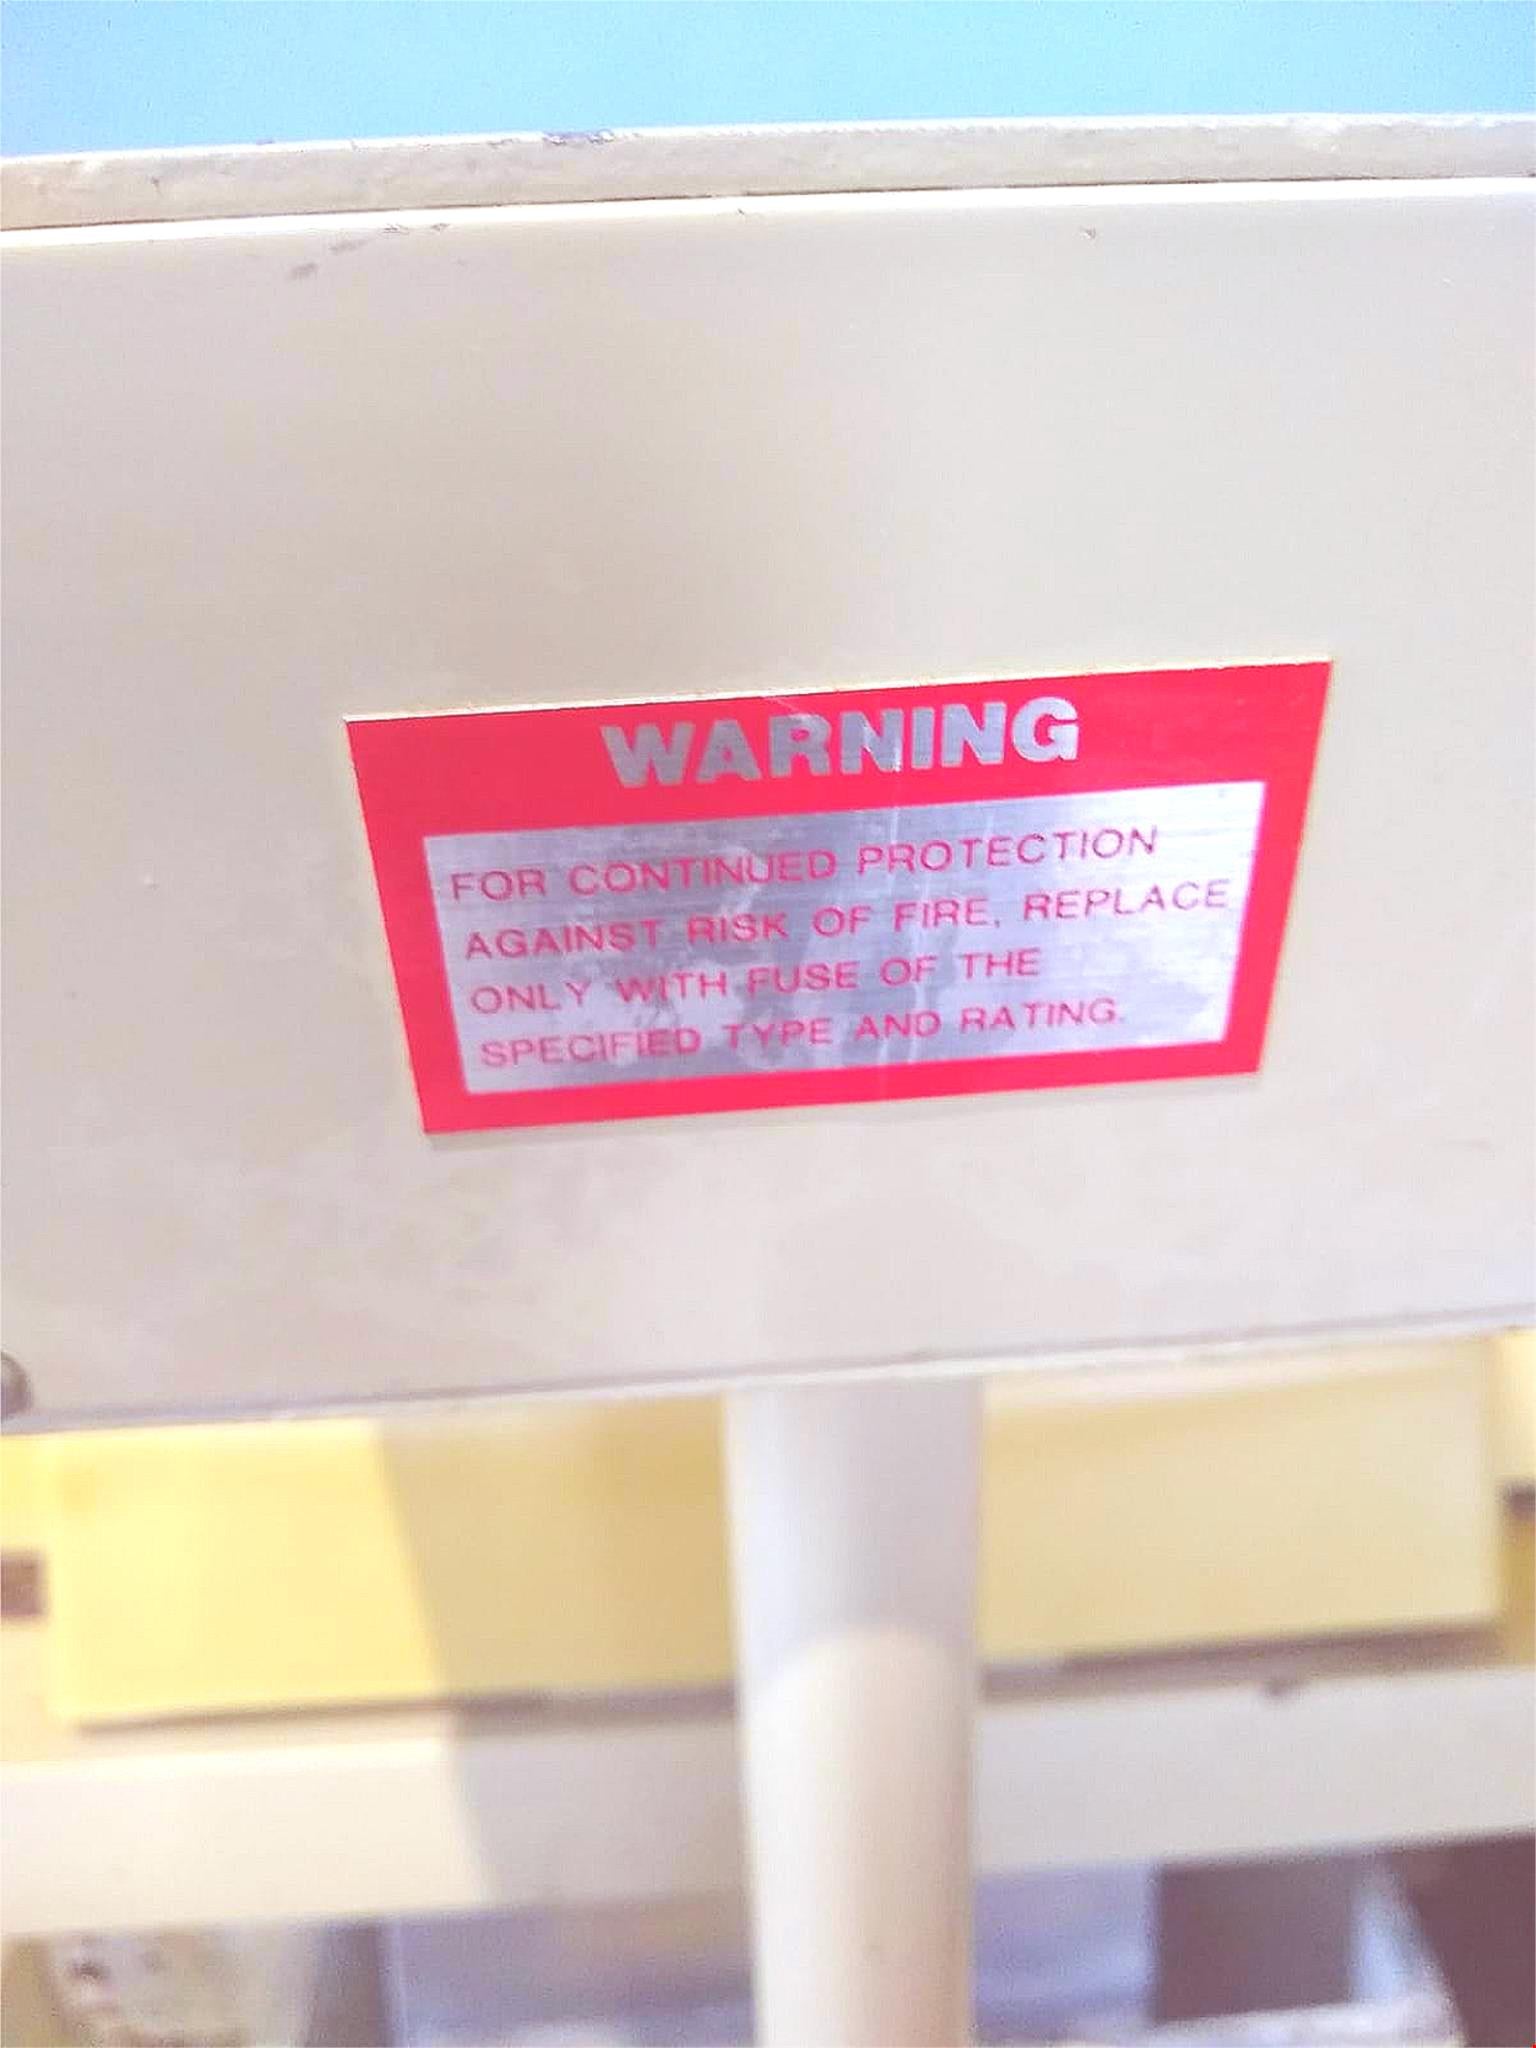 WARNING
FOR CONTINUED PROTECTION
AGAINST RISK OF FIRE, REPLACE
ONLY WITH FUSE OF THE
SPECIFIED TYPE AND RATING.